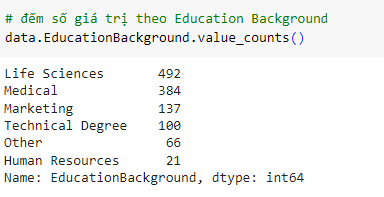 # đếm số giá trị theo Education Background
data.EducationBackground.value_counts()
Life Sciences       492
Medical             384
Marketing           137
Technical Degree    100
Other                66
Human Resources      21
Name: EducationBackground, dtype: int64